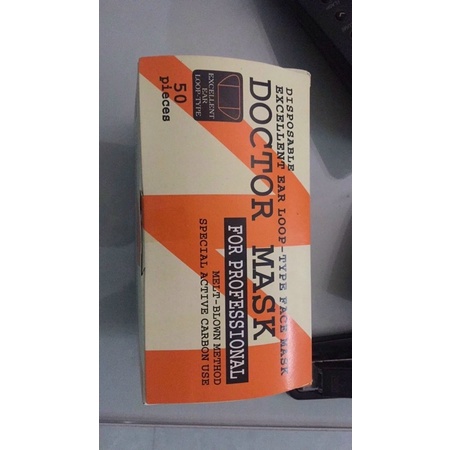 DISPOSABLE
EXCELLENT EAR LOOP-TYPE FACE MASK
DOCTOR MASK
FOR PROFESSIONAL
EXCELLENT
EAR
LOOP-TYPE
50
pieces
MELT-BLOWN METHOD
SPECIAL ACTIVE CARBON USE